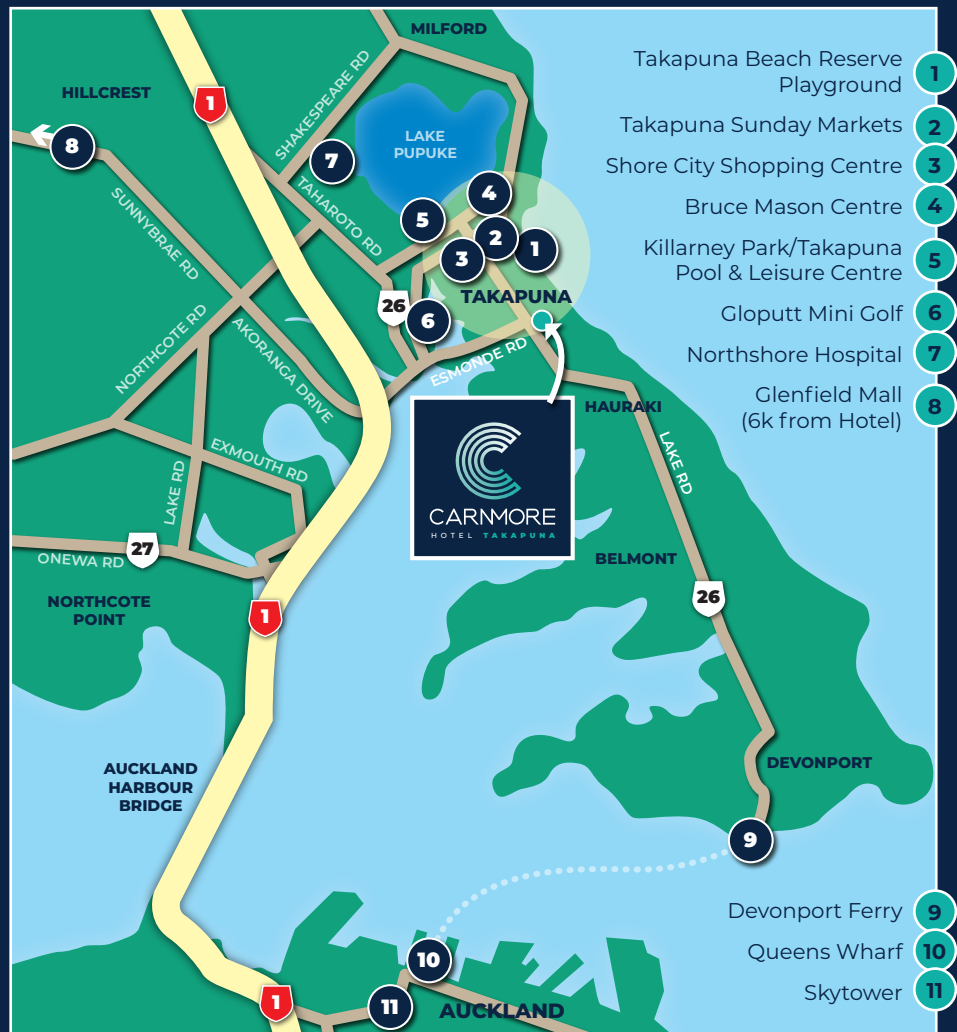 MILFORD
HILLCREST
1
SHAKESPEARE RD
8
7
LAKE
PUPUKE
TAHAROTO RD
4
SUNNYBRAE RD
5
2
1
3
TAKAPUNA
26
6
NORTHCOTE RD
AKORANGA DRIVE
ESMONDE RD
HAURAKI
LAKE RD
CARNMORE
HOTEL TAKAPUNA
EXMOUTH RD
LAKE RD
27
ONEWA RD
BELMONT
26
NORTHCOTE
POINT
1
AUCKLAND
HARBOUR
BRIDGE
DEVONPORT
9
10
1
11
AUCKLAND
Takapuna Beach Reserve
Playground
1
Takapuna Sunday Markets
2
Shore City Shopping Centre
3
Bruce Mason Centre
4
Killarney Park/Takapuna
Pool & Leisure Centre
5
Gloputt Mini Golf
6
Northshore Hospital
7
Glenfield Mall
(6k from Hotel)
8
Devonport Ferry
9
Queens Wharf
10
Skytower
11